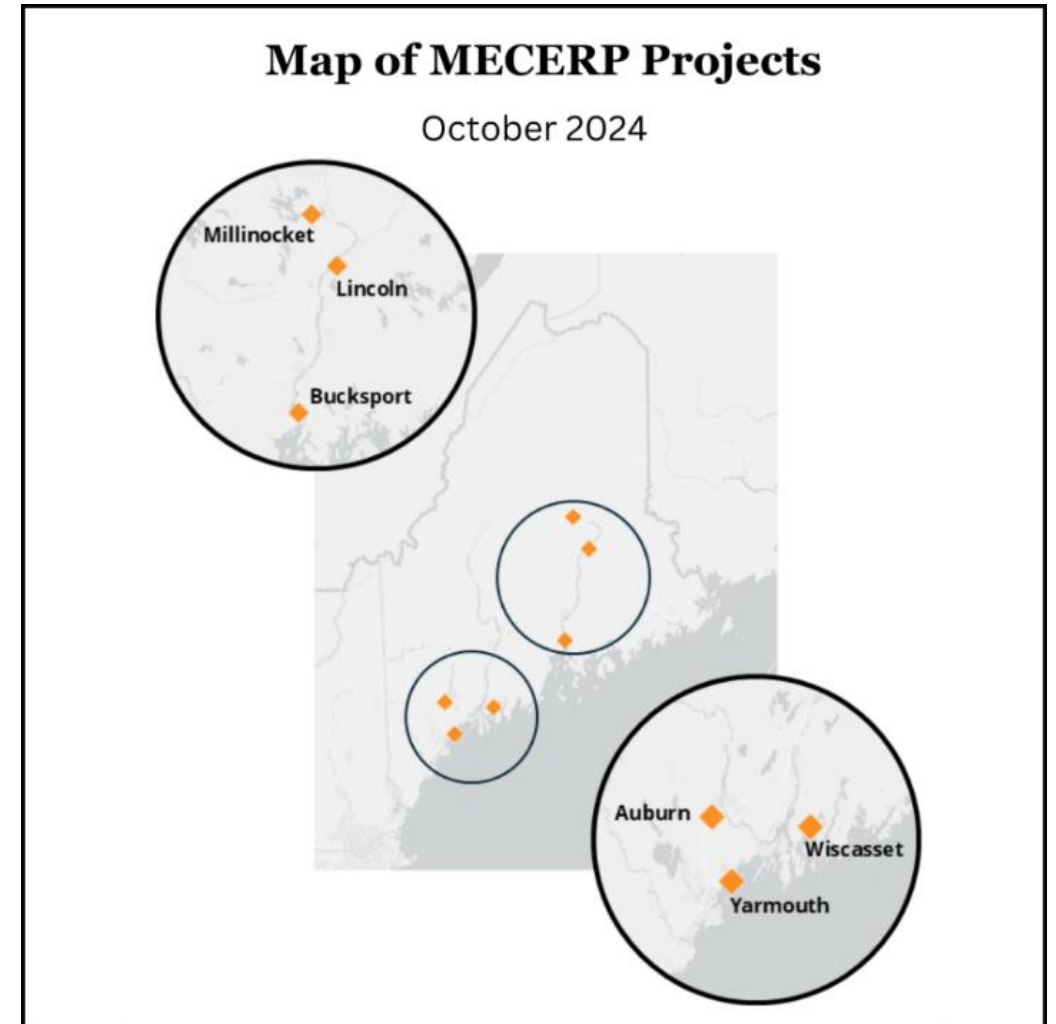 Map of MECERP Projects
October 2024
Millinocket
Lincoln
Bucksport
Auburn
Wiscasset
Yarmouth